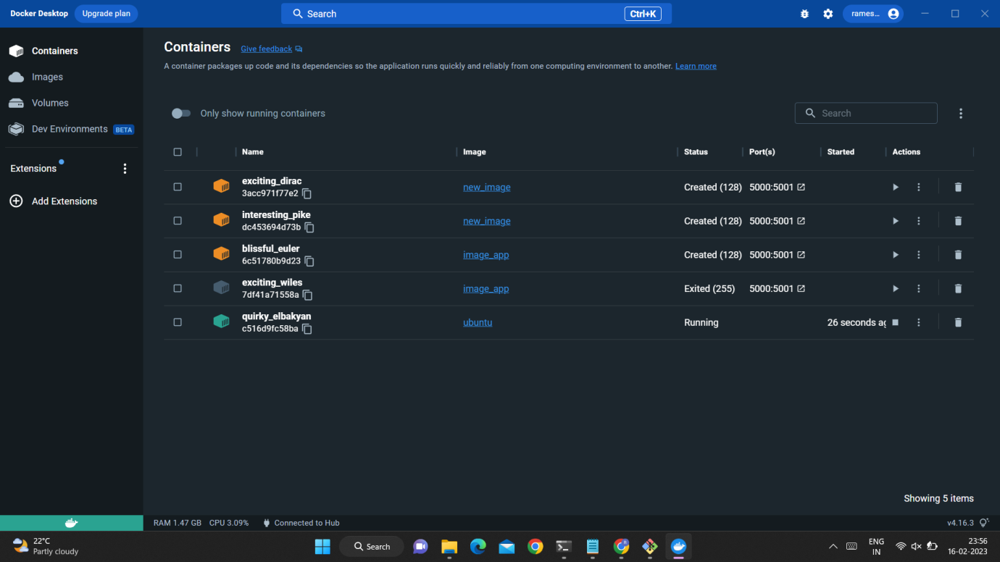 Docker Desktop Upgrade plan Search Ctrl+K rames...
Containers
Images
Volumes
Dev Environments BETA
Extensions
Add Extensions
Containers Give feedback
A container packages up code and its dependencies so the application runs quickly and reliably from one computing environment to another. Learn more
Only show running containers Search
Name Image Status Port(s) Started Actions
exciting_dirac
3acc971f77e2 new_image Created (128) 5000:5001
interesting_pike
dc453694d73b new_image Created (128) 5000:5001
blissful_euler
6c51780b9d23 image_app Created (128) 5000:5001
exciting_wiles
7df41a71558a image_app Exited (255) 5000:5001
quirky_elbakyan
c516d9fc58ba ubuntu Running 26 seconds ag
Showing 5 items
RAM 1.47 GB CPU 3.09% Connected to Hub v4.16.3
22°C
Partly cloudy
Search
ENG
IN
23:56
16-02-2023